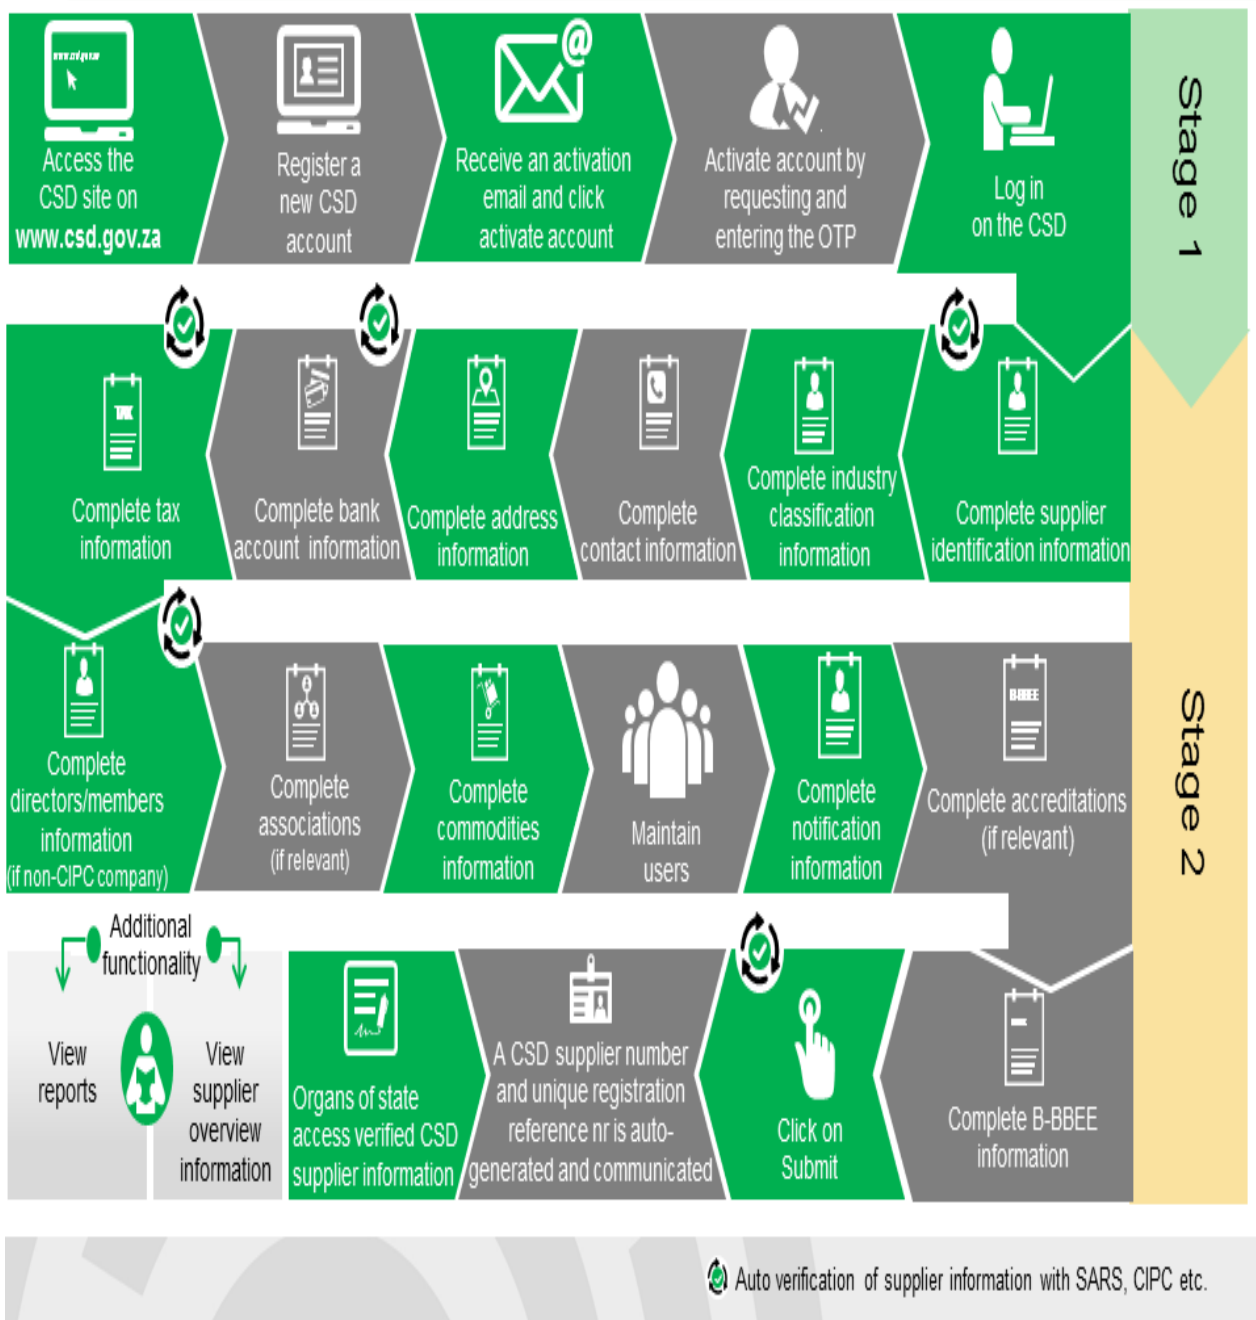 www.csd.gov.za
Access the
CSD site on
www.csd.gov.za
Register a
new CSD
account
@
Receive an activation
email and click
activate account
Activate account by
requesting and
entering the OTP
Log in
on the CSD
Stage 1
Complete supplier
identification information
Complete industry
classification
information
Complete
contact information
Complete address
information
Complete bank
account information
TAX
Complete tax
information
Complete
directors/members
information
(if non-CIPC company)
Complete
associations
(if relevant)
Complete
commodities
information
Maintain
users
Complete
notification
information
B-BBEE
Complete accreditations
(if relevant)
Stage 2
Complete B-BBEE
information
Click on
Submit
A CSD supplier number
and unique registration
reference nr is auto-
generated and communicated
Organs of state
access verified CSD
supplier information
Additional
functionality
View
reports
View
supplier
overview
information
Auto verification of supplier information with SARS, CIPC etc.